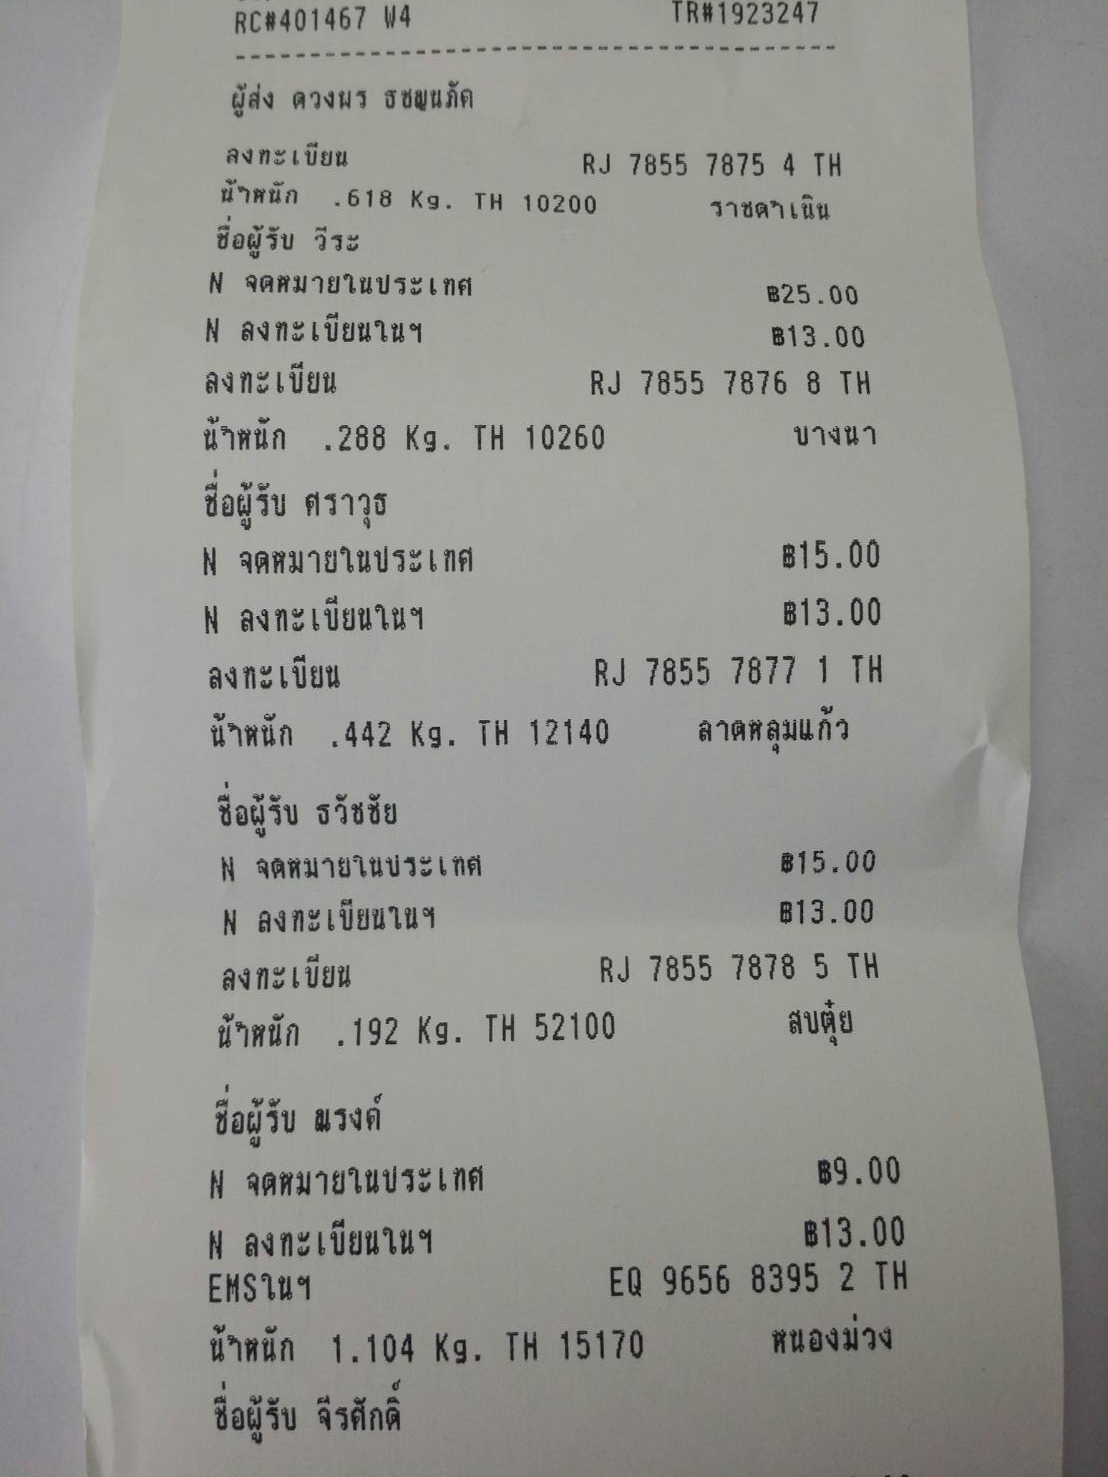 RC#401467 W4 TR#1923247
ผู้ส่ง ดวงพร ธชมนภัค
ลงทะเบียน RJ 7855 7875 4 TH
น้ำหนัก .618 Kg. TH 10200 ราชดำเนิน
ชื่อผู้รับ วีระ
N จดหมายในประเทศ ฿25.00
N ลงทะเบียนในฯ ฿13.00
ลงทะเบียน RJ 7855 7876 8 TH
น้ำหนัก .288 Kg. TH 10260 บางนา
ชื่อผู้รับ ศราวุธ
N จดหมายในประเทศ ฿15.00
N ลงทะเบียนในฯ ฿13.00
ลงทะเบียน RJ 7855 7877 1 TH
น้ำหนัก .442 Kg. TH 12140 ลาดหลุมแก้ว
ชื่อผู้รับ ธวัชชัย
N จดหมายในประเทศ ฿15.00
N ลงทะเบียนในฯ ฿13.00
ลงทะเบียน RJ 7855 7878 5 TH
น้ำหนัก .192 Kg. TH 52100 สบตุ๋ย
ชื่อผู้รับ ณรงค์
N จดหมายในประเทศ ฿9.00
N ลงทะเบียนในฯ ฿13.00
EMSในฯ EQ 9656 8395 2 TH
น้ำหนัก 1.104 Kg. TH 15170 หนองม่วง
ชื่อผู้รับ จีรศักดิ์